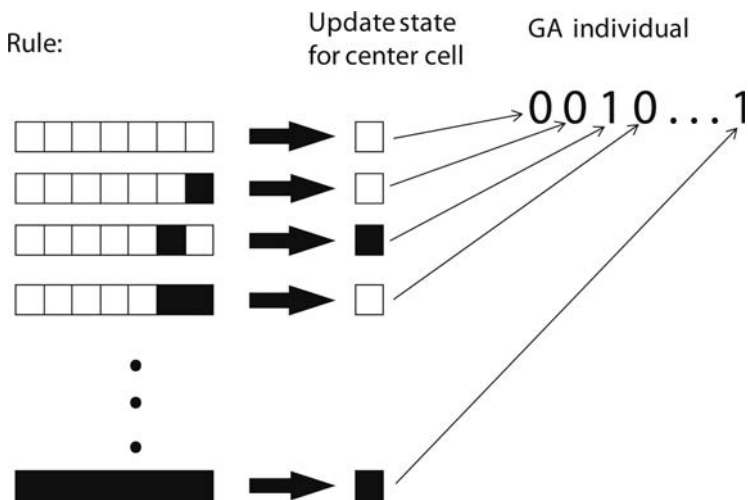 Rule:
Update state
for center cell
GA individual
0 0 1 0 . . . 1